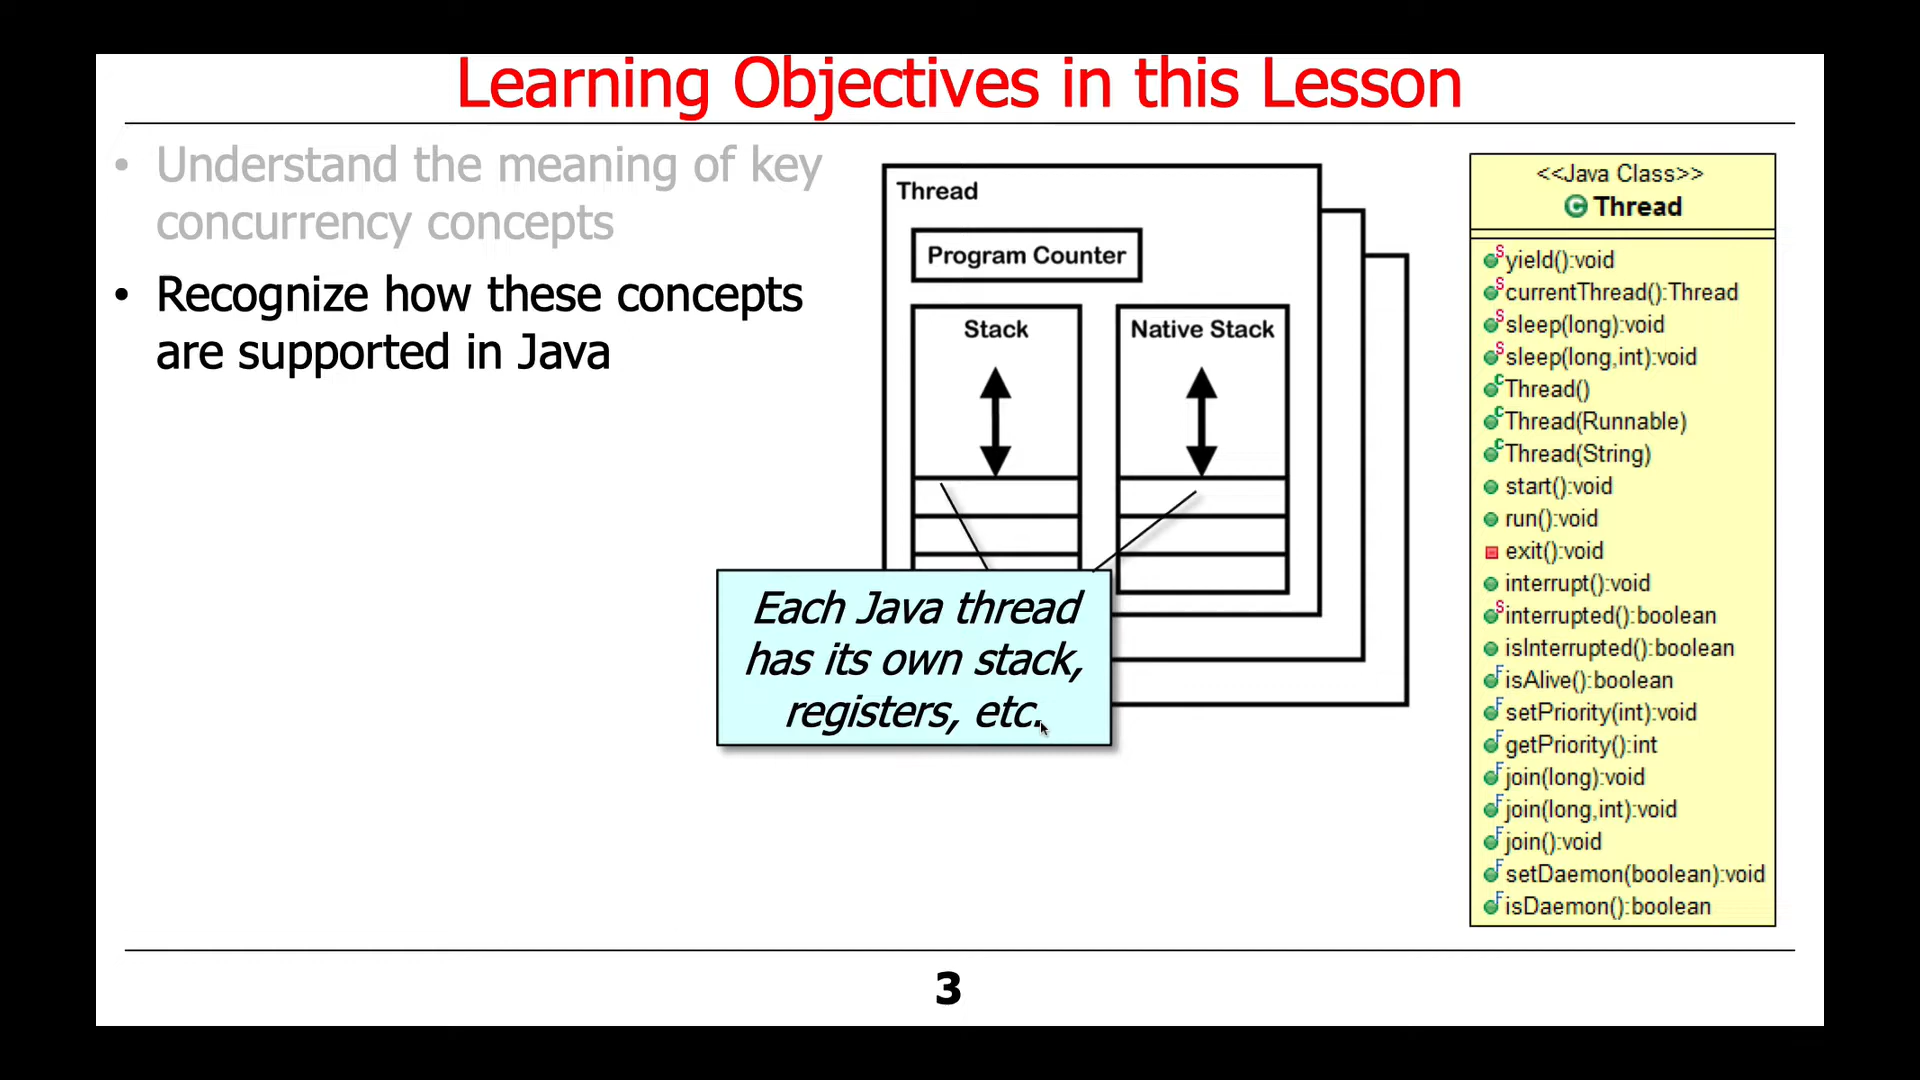 Learning Objectives in this Lesson
• Understand the meaning of key
concurrency concepts
• Recognize how these concepts
are supported in Java
Thread
Program Counter
Stack
Native Stack
Each Java thread
has its own stack,
registers, etc.
<<Java Class>>
C Thread
S yield():void
S currentThread():Thread
S sleep(long):void
S sleep(long,int):void
C Thread()
C Thread(Runnable)
C Thread(String)
start():void
run():void
exit():void
interrupt():void
S interrupted():boolean
isInterrupted():boolean
F isAlive():boolean
F setPriority(int):void
F getPriority():int
F join(long):void
F join(long,int):void
F join():void
F setDaemon(boolean):void
F isDaemon():boolean
3